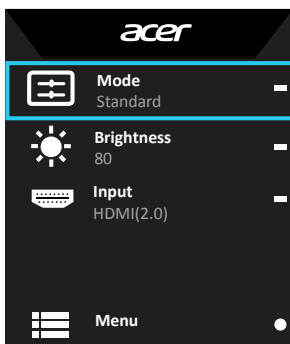 acer
Mode
Standard
Brightness
80
Input
HDMI(2.0)
Menu